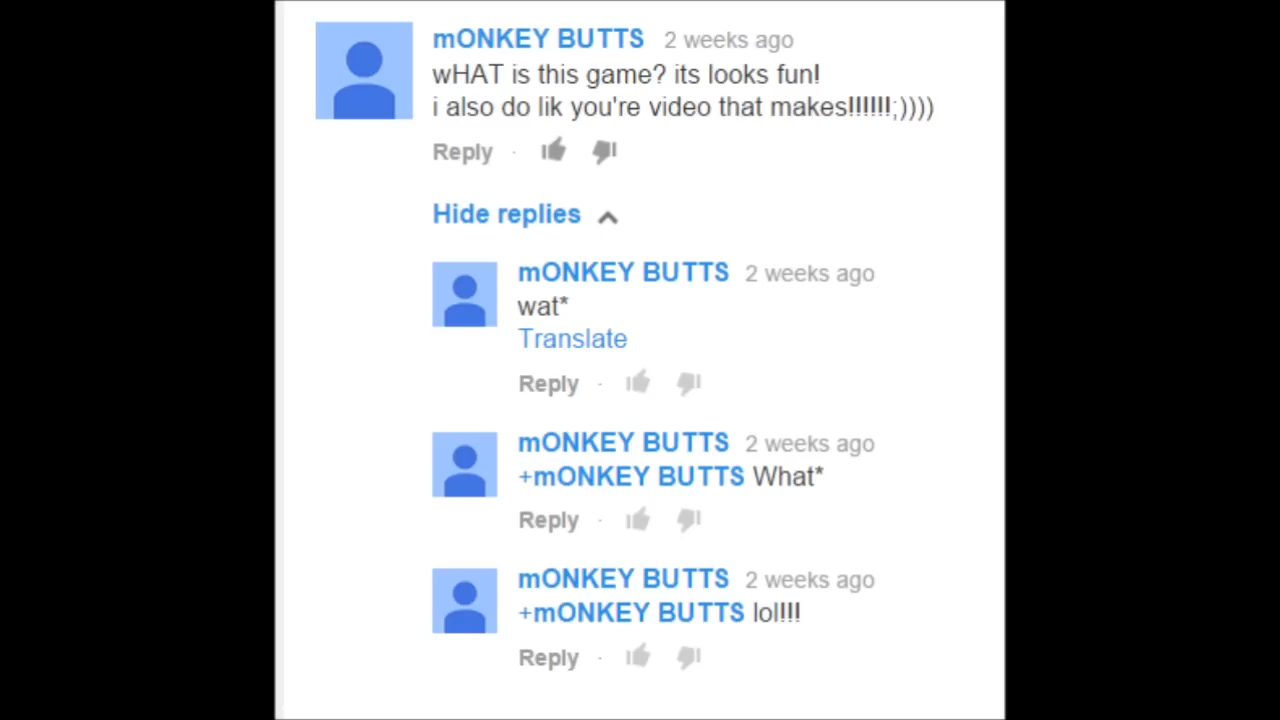 mONKEY BUTTS 2 weeks ago
wHAT is this game? its looks fun!
i also do lik you're video that makes!!!!!!;))))
Reply ·
Hide replies
mONKEY BUTTS 2 weeks ago
wat*
Translate
Reply ·
mONKEY BUTTS 2 weeks ago
+mONKEY BUTTS What*
Reply ·
mONKEY BUTTS 2 weeks ago
+mONKEY BUTTS lol!!!
Reply ·